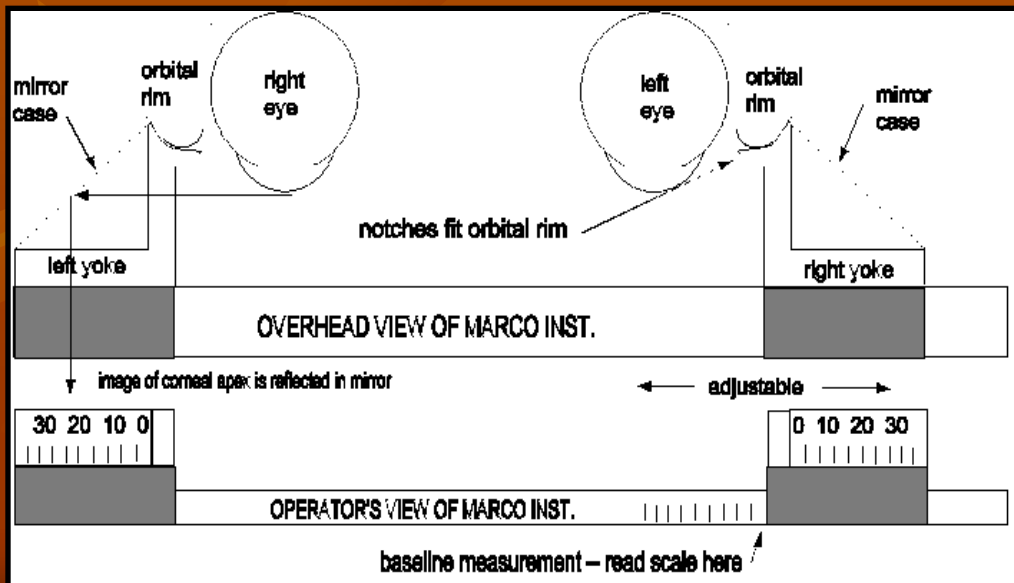 mirror
case
orbital
rim
right
eye
left
eye
orbital
rim
mirror
case
notches fit orbital rim
left yoke
right yoke
OVERHEAD VIEW OF MARCO INST.
image of corneal apex is reflected in mirror
adjustable
30 20 10 0
0 10 20 30
OPERATOR'S VIEW OF MARCO INST.
baseline measurement – read scale here